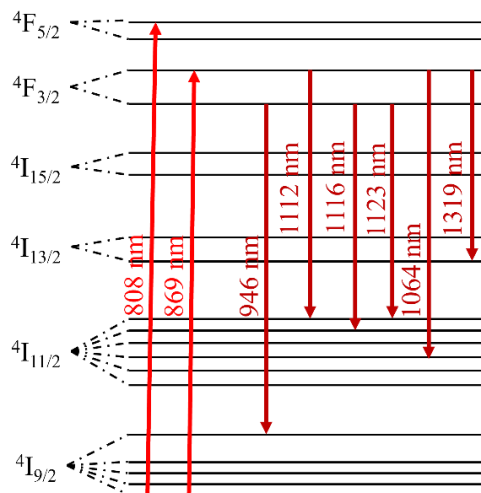 ⁴F₅/₂
⁴F₃/₂
⁴I₁₅/₂
⁴I₁₃/₂
⁴I₁₁/₂
⁴I₉/₂
808 nm
869 nm
946 nm
1112 nm
1116 nm
1123 nm
1064 nm
1319 nm